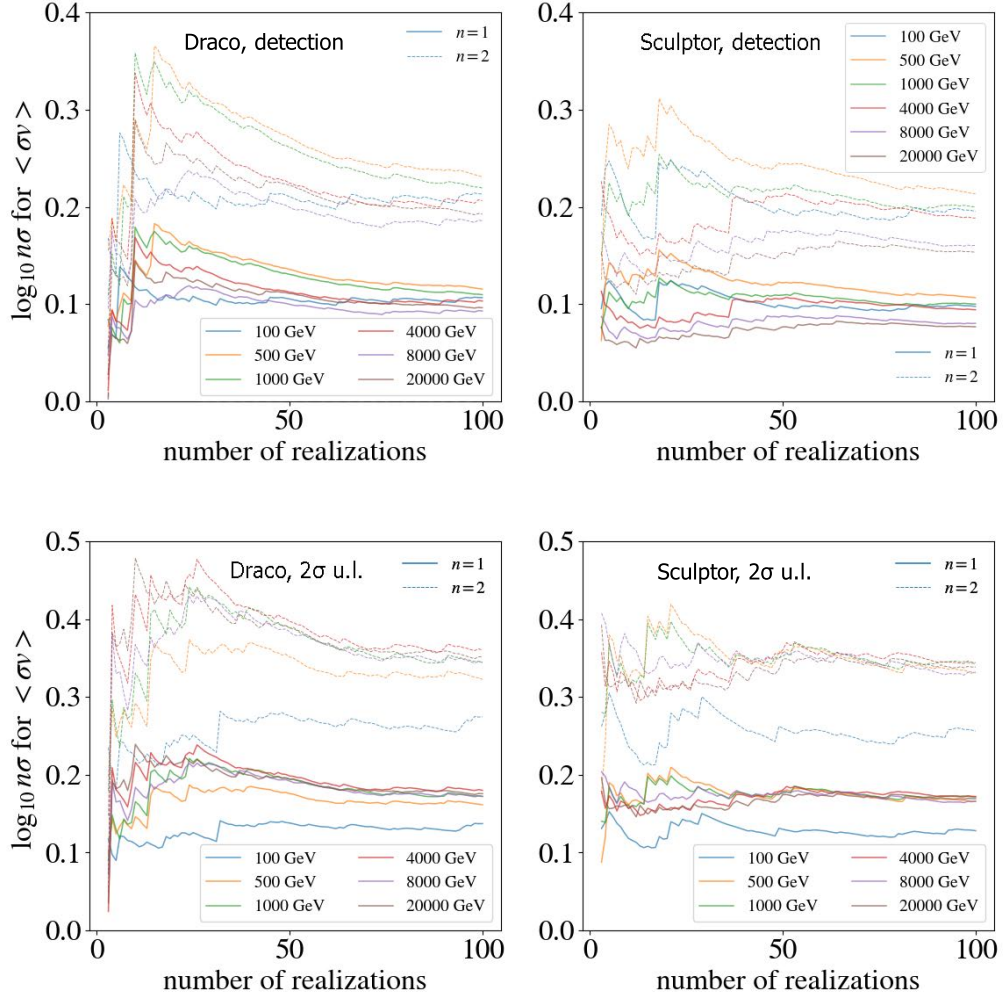 Draco, detection
n = 1
n = 2
log₁₀ nσ for < σv >
0.4
0.3
0.2
0.1
0.0
100 GeV
500 GeV
1000 GeV
4000 GeV
8000 GeV
20000 GeV
0
50
100
number of realizations
Sculptor, detection
100 GeV
500 GeV
1000 GeV
4000 GeV
8000 GeV
20000 GeV
0.4
0.3
0.2
0.1
0.0
n = 1
n = 2
0
50
100
number of realizations
Draco, 2σ u.l.
n = 1
n = 2
log₁₀ nσ for < σv >
0.5
0.4
0.3
0.2
0.1
0.0
100 GeV
500 GeV
1000 GeV
4000 GeV
8000 GeV
20000 GeV
0
50
100
number of realizations
Sculptor, 2σ u.l.
n = 1
n = 2
0.5
0.4
0.3
0.2
0.1
0.0
100 GeV
500 GeV
1000 GeV
4000 GeV
8000 GeV
20000 GeV
0
50
100
number of realizations